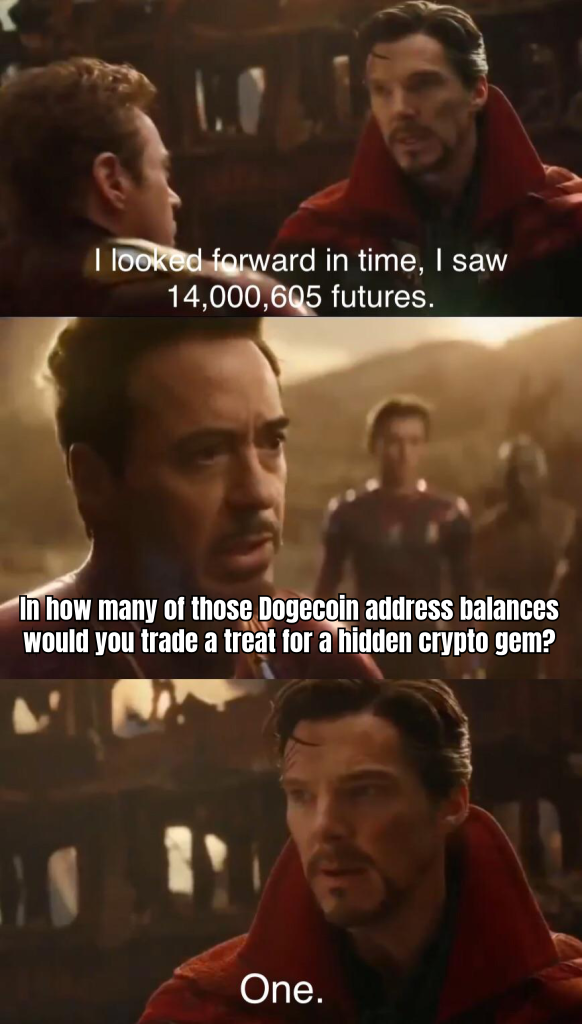 I looked forward in time, I saw
14,000,605 futures.
In how many of those Dogecoin address balances
would you trade a treat for a hidden crypto gem?
One.